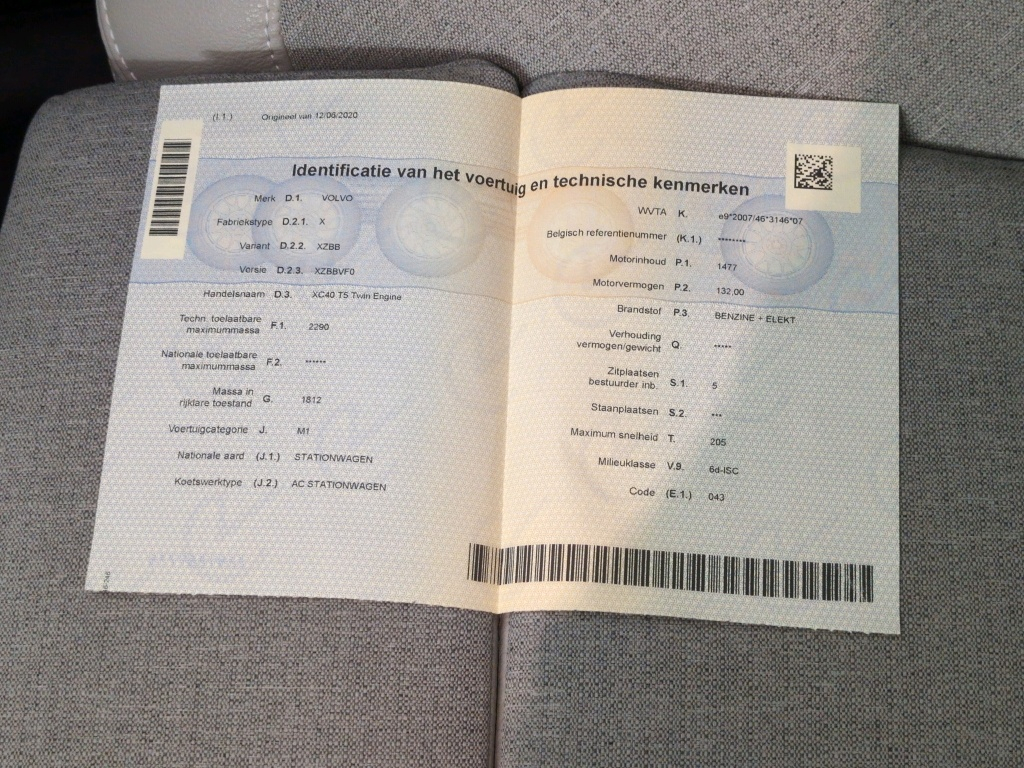 (I.1.) Origineel van 12/06/2020
Identificatie van het voertuig en technische kenmerken
Merk D.1. VOLVO
Fabriekstype D.2.1. X
Variant D.2.2. XZBB
Versie D.2.3. XZBBVF0
Handelsnaam D.3. XC40 T5 Twin Engine
Techn. toelaatbare
maximummassa F.1. 2290
Nationale toelaatbare
maximummassa F.2. ******
Massa in
rijklare toestand G. 1812
Voertuigcategorie J. M1
Nationale aard (J.1.) STATIONWAGEN
Koetswerktype (J.2.) AC STATIONWAGEN
WVTA K. e9*2007/46*3146*07
Belgisch referentienummer (K.1.) ********
Motorinhoud P.1. 1477
Motorvermogen P.2. 132,00
Brandstof P.3. BENZINE + ELEKT
Verhouding
vermogen/gewicht Q. *****
Zitplaatsen
bestuurder inb. S.1. 5
Staanplaatsen S.2. ***
Maximum snelheid T. 205
Milieuklasse V.9. 6d-ISC
Code (E.1.) 043